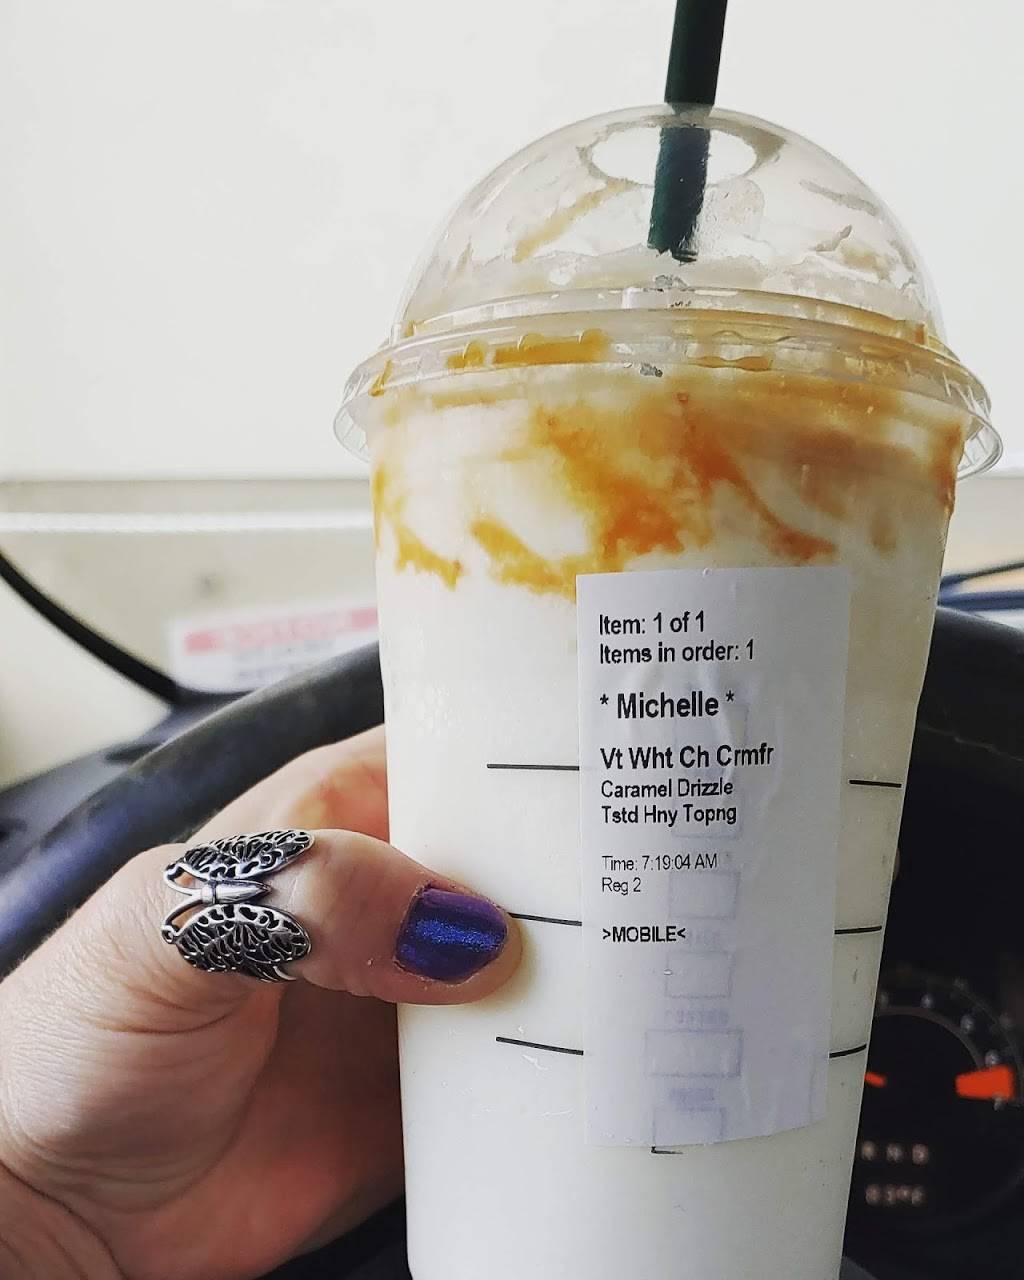 Item: 1 of 1
Items in order: 1
* Michelle *
Vt Wht Ch Crmfr
Caramel Drizzle
Tstd Hny Topng
Time: 7:19:04 AM
Reg 2
>MOBILE<
R N D